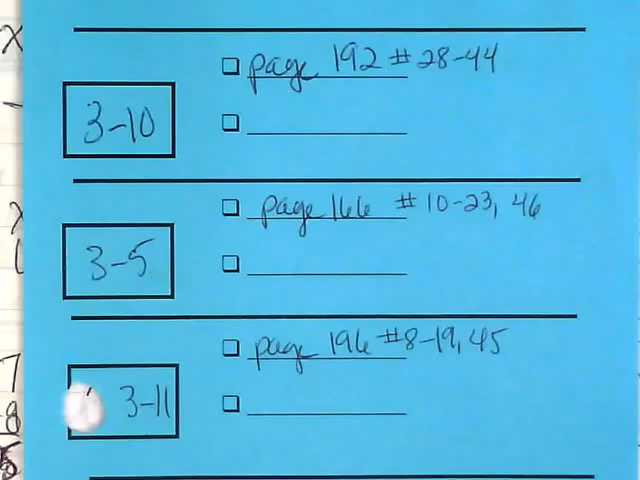 page 192 #28-44
3-10
page 166 # 10-23, 46
3-5
page 196 #8-19, 45
3-11